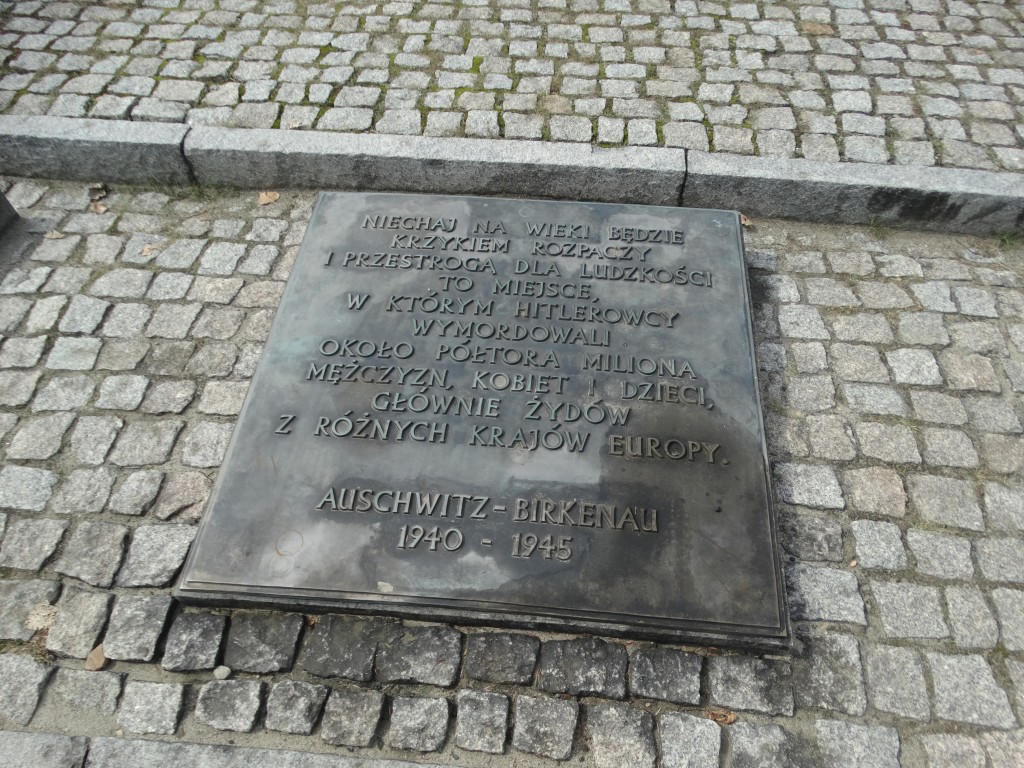 NIECHAJ NA WIEKI BĘDZIE
KRZYKIEM ROZPACZY
I PRZESTROGĄ DLA LUDZKOŚCI
TO MIEJSCE,
W KTÓRYM HITLEROWCY
WYMORDOWALI
OKOŁO PÓŁTORA MILIONA
MĘŻCZYZN, KOBIET I DZIECI,
GŁÓWNIE ŻYDÓW
Z RÓŻNYCH KRAJÓW EUROPY.
AUSCHWITZ-BIRKENAU
1940 - 1945